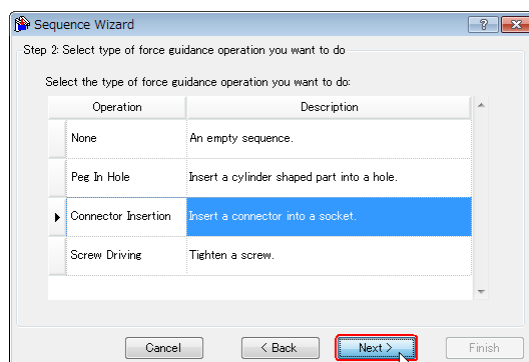 Sequence Wizard
Step 2: Select type of force guidance operation you want to do
Select the type of force guidance operation you want to do:
Operation Description
None An empty sequence.
Peg In Hole Insert a cylinder shaped part into a hole.
Connector Insertion Insert a connector into a socket.
Screw Driving Tighten a screw.
Cancel < Back Next > Finish